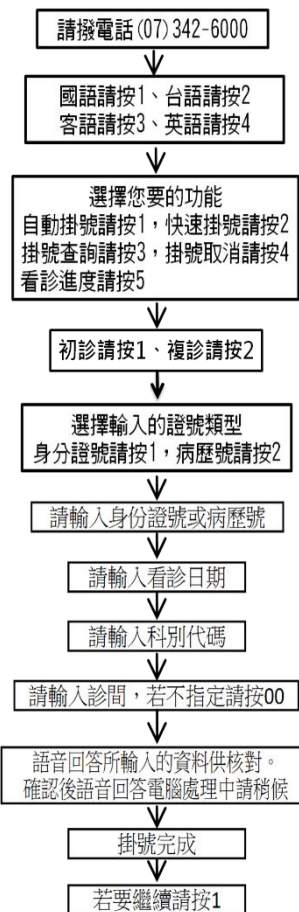 請撥電話(07)342-6000
國語請按1、台語請按2
客語請按3、英語請按4
選擇您要的功能
自動掛號請按1，快速掛號請按2
掛號查詢請按3，掛號取消請按4
看診進度請按5
初診請按1、複診請按2
選擇輸入的證號類型
身分證號請按1，病歷號請按2
請輸入身份證號或病歷號
請輸入看診日期
請輸入科別代碼
請輸入診間，若不指定請按00
語音回答所輸入的資料供核對。
確認後語音回答電腦處理中請稍候
掛號完成
若要繼續請按1